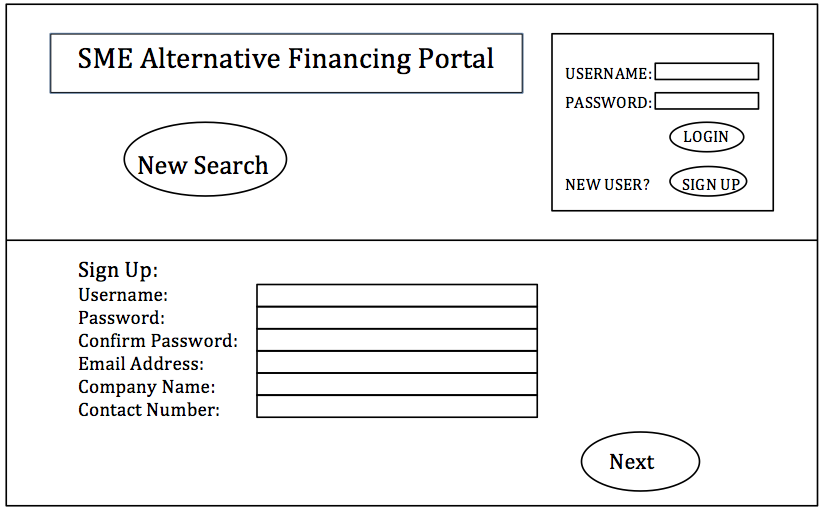 SME Alternative Financing Portal
USERNAME:
PASSWORD:
LOGIN
NEW USER? SIGN UP
New Search
Sign Up:
Username:
Password:
Confirm Password:
Email Address:
Company Name:
Contact Number:
Next